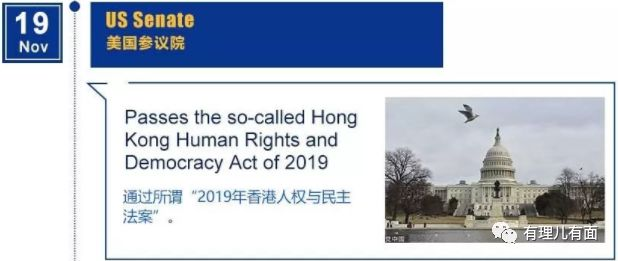 19
Nov
US Senate
美国参议院
Passes the so-called Hong
Kong Human Rights and
Democracy Act of 2019
通过所谓“2019年香港人权与民主
法案”。
有理儿有面